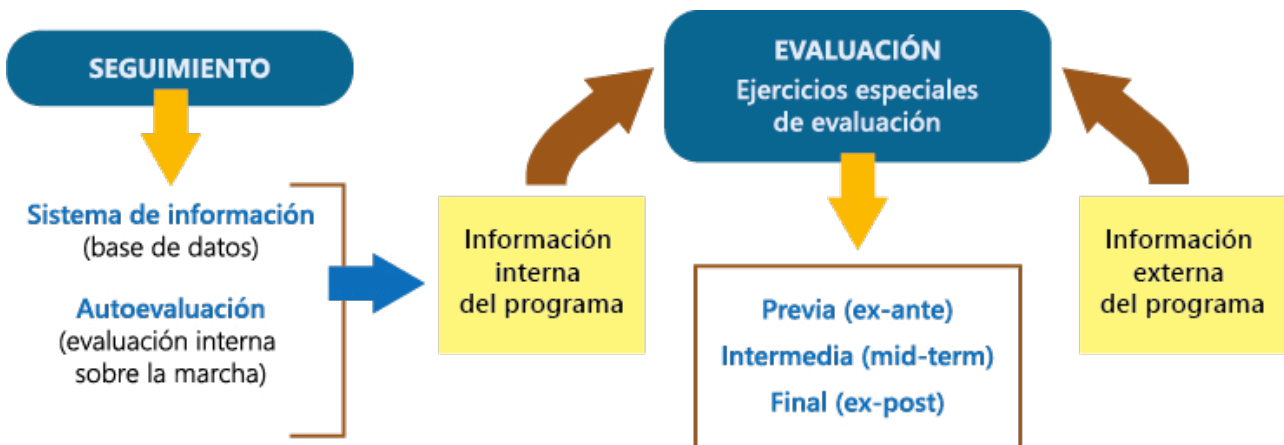 SEGUIMIENTO
Sistema de información
(base de datos)
Autoevaluación
(evaluación interna
sobre la marcha)
Información
interna
del programa
EVALUACIÓN
Ejercicios especiales
de evaluación
Previa (ex-ante)
Intermedia (mid-term)
Final (ex-post)
Información
externa
del programa